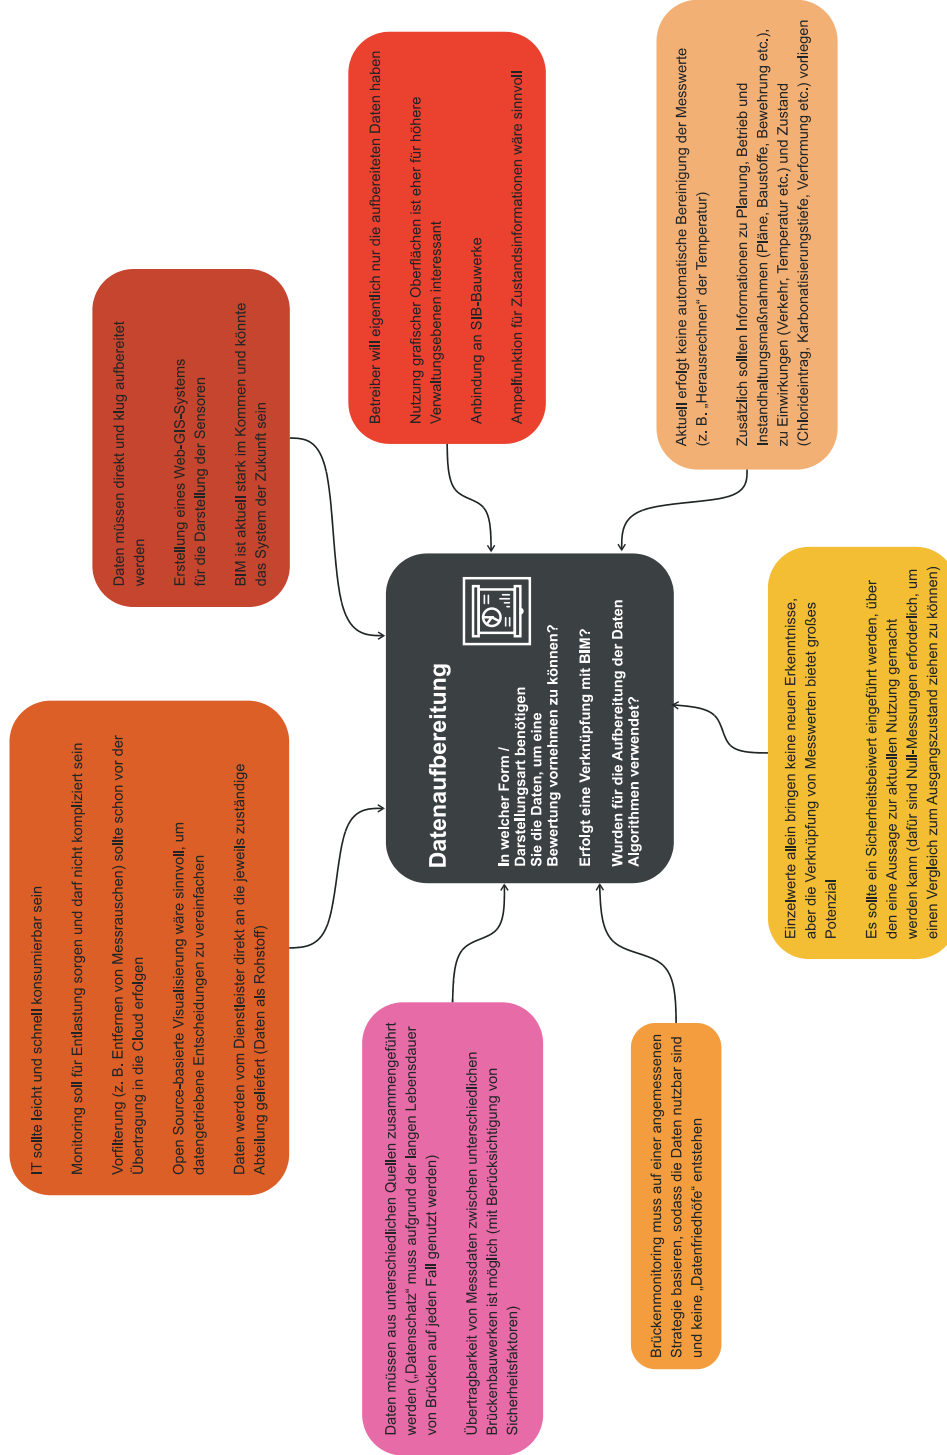 Datenaufbereitung
In welcher Form /
Darstellungsart benötigen
Sie die Daten, um eine
Bewertung vornehmen zu können?
Erfolgt eine Verknüpfung mit BIM?
Wurden für die Aufbereitung der Daten
Algorithmen verwendet?
IT sollte leicht und schnell konsumierbar sein
Monitoring soll für Entlastung sorgen und darf nicht kompliziert sein
Vorfilterung (z. B. Entfernen von Messrauschen) sollte schon vor der
Übertragung in die Cloud erfolgen
Open Source-basierte Visualisierung wäre sinnvoll, um
datengetriebene Entscheidungen zu vereinfachen
Daten werden vom Dienstleister direkt an die jeweils zuständige
Abteilung geliefert (Daten als Rohstoff)
Daten müssen direkt und klug aufbereitet
werden
Erstellung eines Web-GIS-Systems
für die Darstellung der Sensoren
BIM ist aktuell stark im Kommen und könnte
das System der Zukunft sein
Betreiber will eigentlich nur die aufbereiteten Daten haben
Nutzung grafischer Oberflächen ist eher für höhere
Verwaltungsebenen interessant
Anbindung an SIB-Bauwerke
Ampelfunktion für Zustandsinformationen wäre sinnvoll
Aktuell erfolgt keine automatische Bereinigung der Messwerte
(z. B. „Herausrechnen“ der Temperatur)
Zusätzlich sollten Informationen zu Planung, Betrieb und
Instandhaltungsmaßnahmen (Pläne, Baustoffe, Bewehrung etc.),
zu Einwirkungen (Verkehr, Temperatur etc.) und Zustand
(Chlorideintrag, Karbonatisierungstiefe, Verformung etc.) vorliegen
Einzelwerte allein bringen keine neuen Erkenntnisse,
aber die Verknüpfung von Messwerten bietet großes
Potenzial
Es sollte ein Sicherheitsbeiwert eingeführt werden, über
den eine Aussage zur aktuellen Nutzung gemacht
werden kann (dafür sind Null-Messungen erforderlich, um
einen Vergleich zum Ausgangszustand ziehen zu können)
Brückenmonitoring muss auf einer angemessenen
Strategie basieren, sodass die Daten nutzbar sind
und keine „Datenfriedhöfe“ entstehen
Daten müssen aus unterschiedlichen Quellen zusammengeführt
werden („Datenschatz“ muss aufgrund der langen Lebensdauer
von Brücken auf jeden Fall genutzt werden)
Übertragbarkeit von Messdaten zwischen unterschiedlichen
Brückenbauwerken ist möglich (mit Berücksichtigung von
Sicherheitsfaktoren)